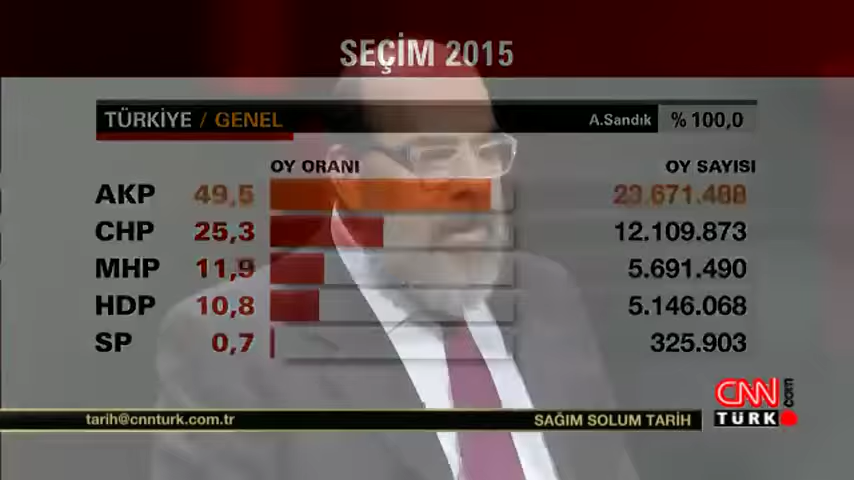 SEÇİM 2015
TÜRKİYE / GENEL A.Sandık % 100,0
OY ORANI OY SAYISI
AKP 49,5 23.671.488
CHP 25,3 12.109.873
MHP 11,9 5.691.490
HDP 10,8 5.146.068
SP 0,7 325.903
CNN
TURK
.com
tarih@cnnturk.com.tr SAĞIM SOLUM TARİH